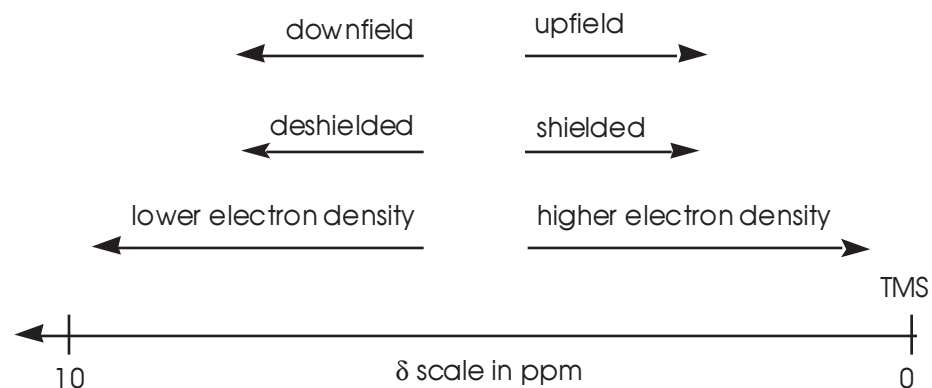 downfield upfield
deshielded shielded
lower electron density higher electron density
TMS
10 δ scale in ppm 0